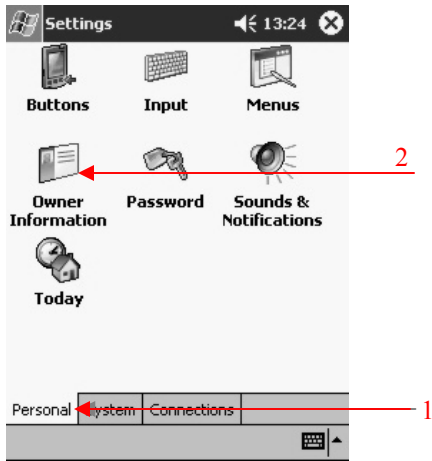 Settings 13:24
Buttons Input Menus
2
Owner Information Password Sounds & Notifications
Today
Personal System Connections
1